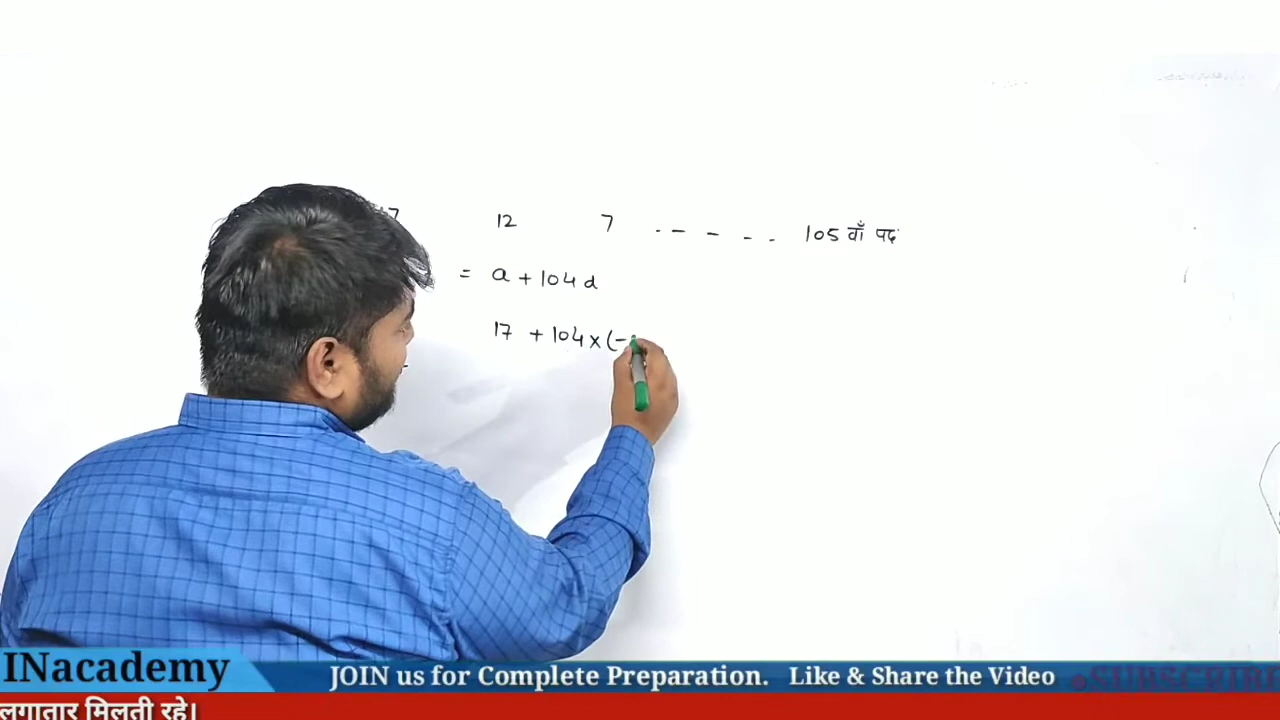 17 12 7 . - - - - . 105 वाँ पद
= a + 104 d
17 + 104 x (-
INacademy JOIN us for Complete Preparation. Like & Share the Video SUBSCRIBE
लगातार मिलती रहे।